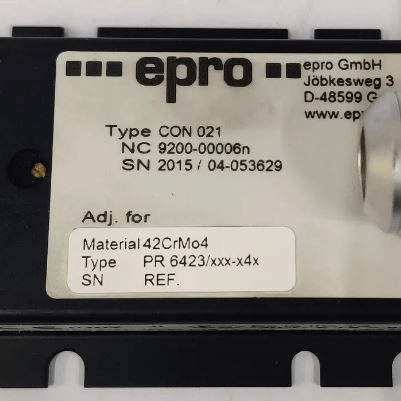 epro
epro GmbH
Jöbkesweg 3
D-48599
Type CON 021
NC 9200-00006n
SN 2015 / 04-053629
Adj. for
Material 42CrMo4
Type PR 6423/xxx-x4x
SN REF.